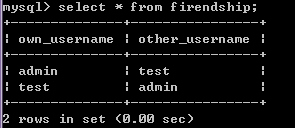 mysql> select * from firendship;
+--------------+----------------+
| own_username | other_username |
+--------------+----------------+
| admin        | test           |
| test         | admin          |
+--------------+----------------+
2 rows in set (0.00 sec)